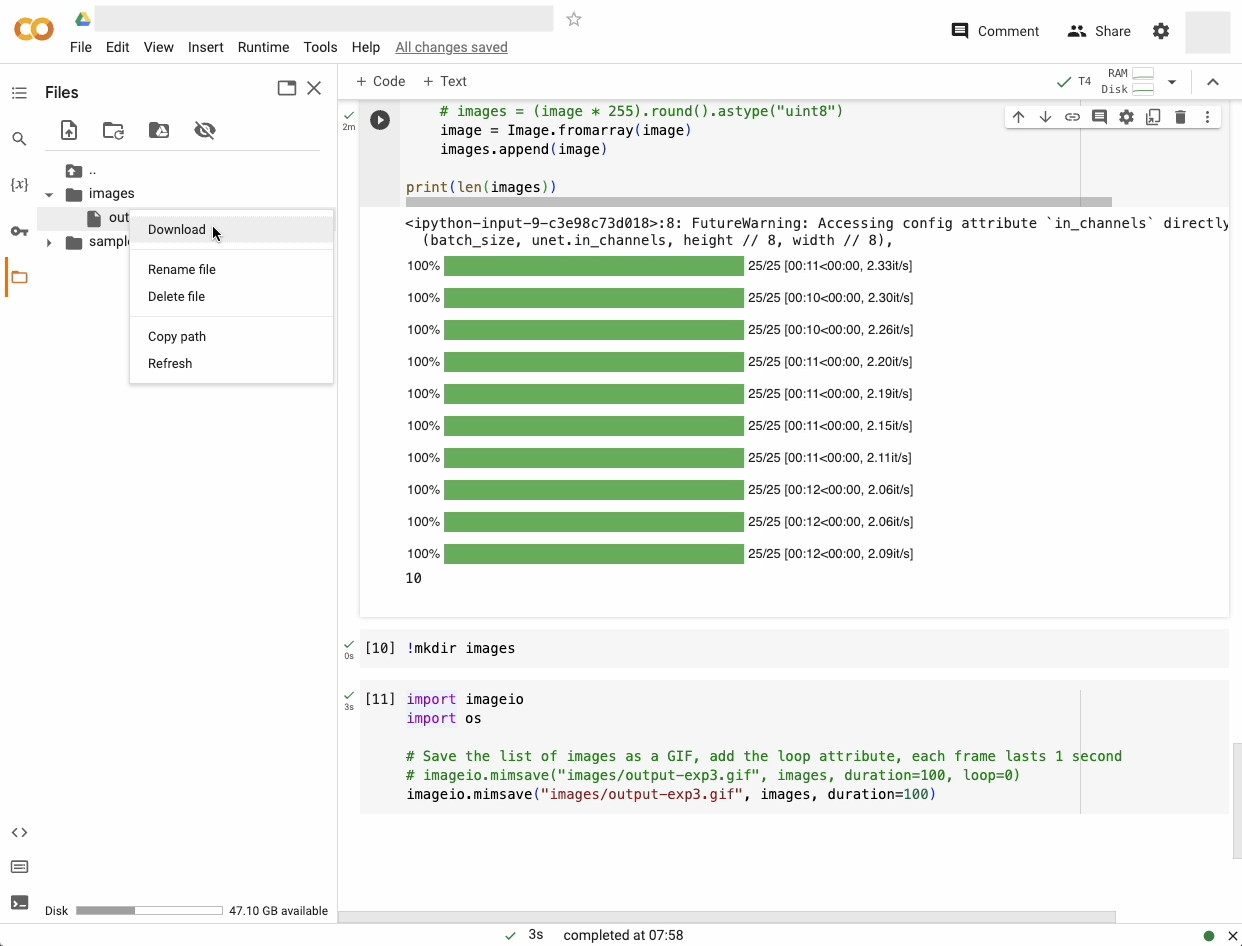 File Edit View Insert Runtime Tools Help All changes saved
Comment Share
Files
+ Code + Text
T4 RAM Disk
..
images
out
sample
Download
Rename file
Delete file
Copy path
Refresh
Disk 47.10 GB available
2m
# images = (image * 255).round().astype("uint8")
image = Image.fromarray(image)
images.append(image)
print(len(images))
<ipython-input-9-c3e98c73d018>:8: FutureWarning: Accessing config attribute `in_channels` directly
(batch_size, unet.in_channels, height // 8, width // 8),
100% 25/25 [00:11<00:00, 2.33it/s]
100% 25/25 [00:10<00:00, 2.30it/s]
100% 25/25 [00:10<00:00, 2.26it/s]
100% 25/25 [00:11<00:00, 2.20it/s]
100% 25/25 [00:11<00:00, 2.19it/s]
100% 25/25 [00:11<00:00, 2.15it/s]
100% 25/25 [00:11<00:00, 2.11it/s]
100% 25/25 [00:12<00:00, 2.06it/s]
100% 25/25 [00:12<00:00, 2.06it/s]
100% 25/25 [00:12<00:00, 2.09it/s]
10
0s [10] !mkdir images
3s [11] import imageio
import os
# Save the list of images as a GIF, add the loop attribute, each frame lasts 1 second
# imageio.mimsave("images/output-exp3.gif", images, duration=100, loop=0)
imageio.mimsave("images/output-exp3.gif", images, duration=100)
3s completed at 07:58